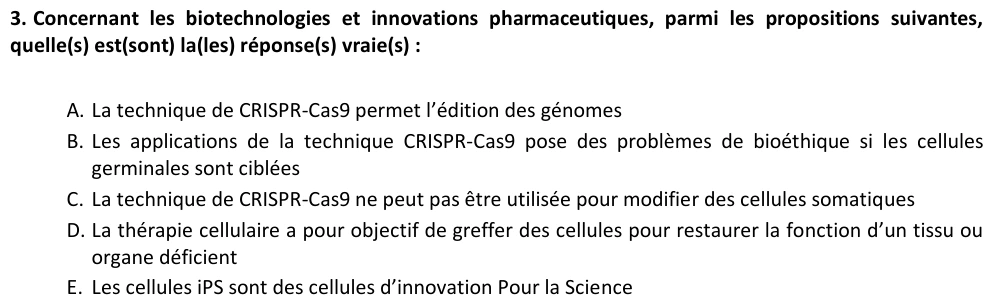 3. Concernant les biotechnologies et innovations pharmaceutiques, parmi les propositions suivantes,
quelle(s) est(sont) la(les) réponse(s) vraie(s) :
A. La technique de CRISPR-Cas9 permet l’édition des génomes
B. Les applications de la technique CRISPR-Cas9 pose des problèmes de bioéthique si les cellules
germinales sont ciblées
C. La technique de CRISPR-Cas9 ne peut pas être utilisée pour modifier des cellules somatiques
D. La thérapie cellulaire a pour objectif de greffer des cellules pour restaurer la fonction d’un tissu ou
organe déficient
E. Les cellules iPS sont des cellules d’innovation Pour la Science